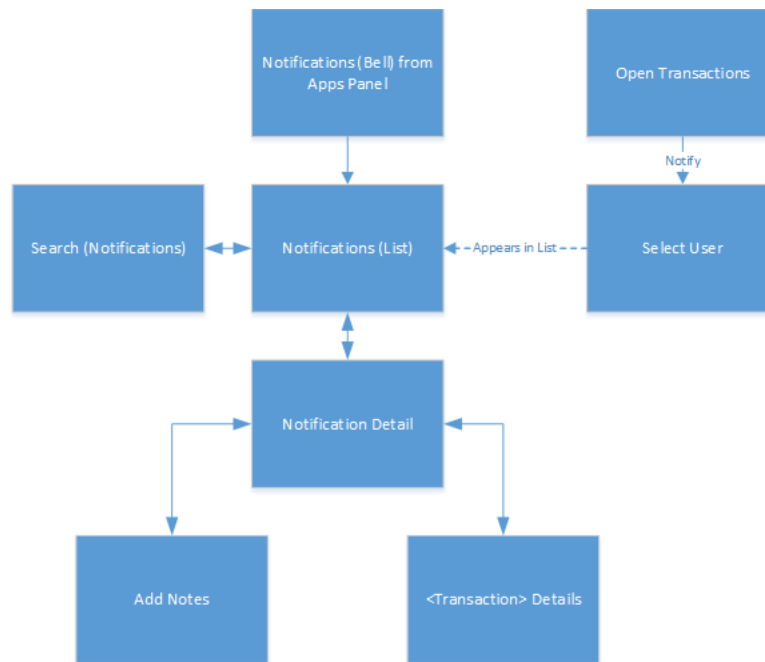 Notifications (Bell) from
Apps Panel
Open Transactions
Notify
Search (Notifications)
Notifications (List)
Appears in List
Select User
Notification Detail
Add Notes
<Transaction> Details